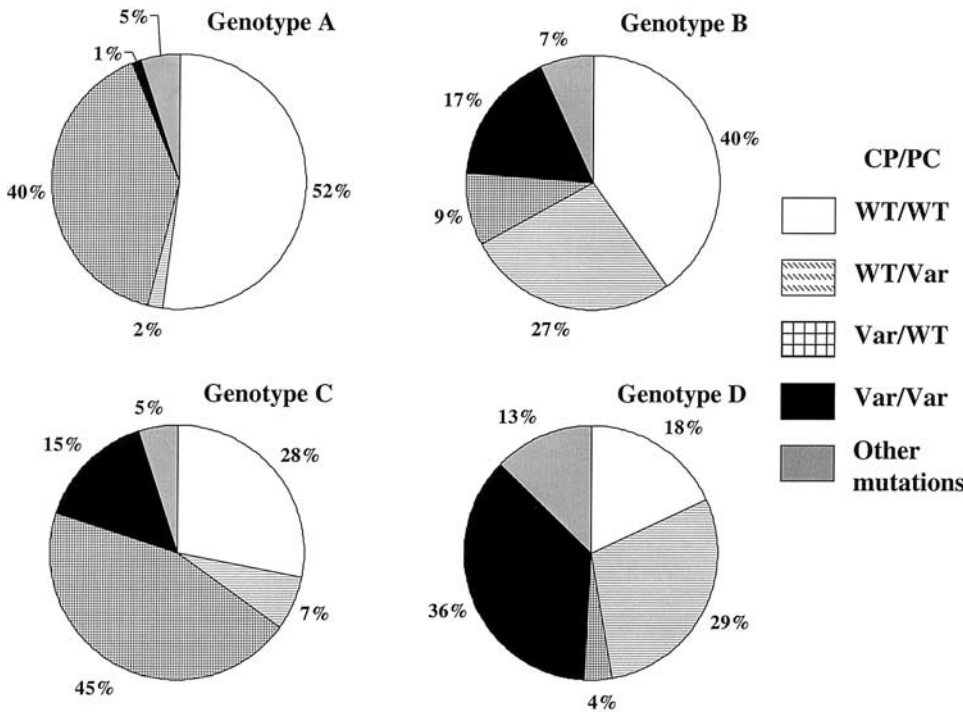 Genotype A
5%
1%
40%
52%
2%
Genotype B
7%
17%
40%
9%
27%
CP/PC
WT/WT
WT/Var
Var/WT
Var/Var
Other
mutations
Genotype C
5%
15%
28%
7%
45%
Genotype D
13%
18%
36%
29%
4%